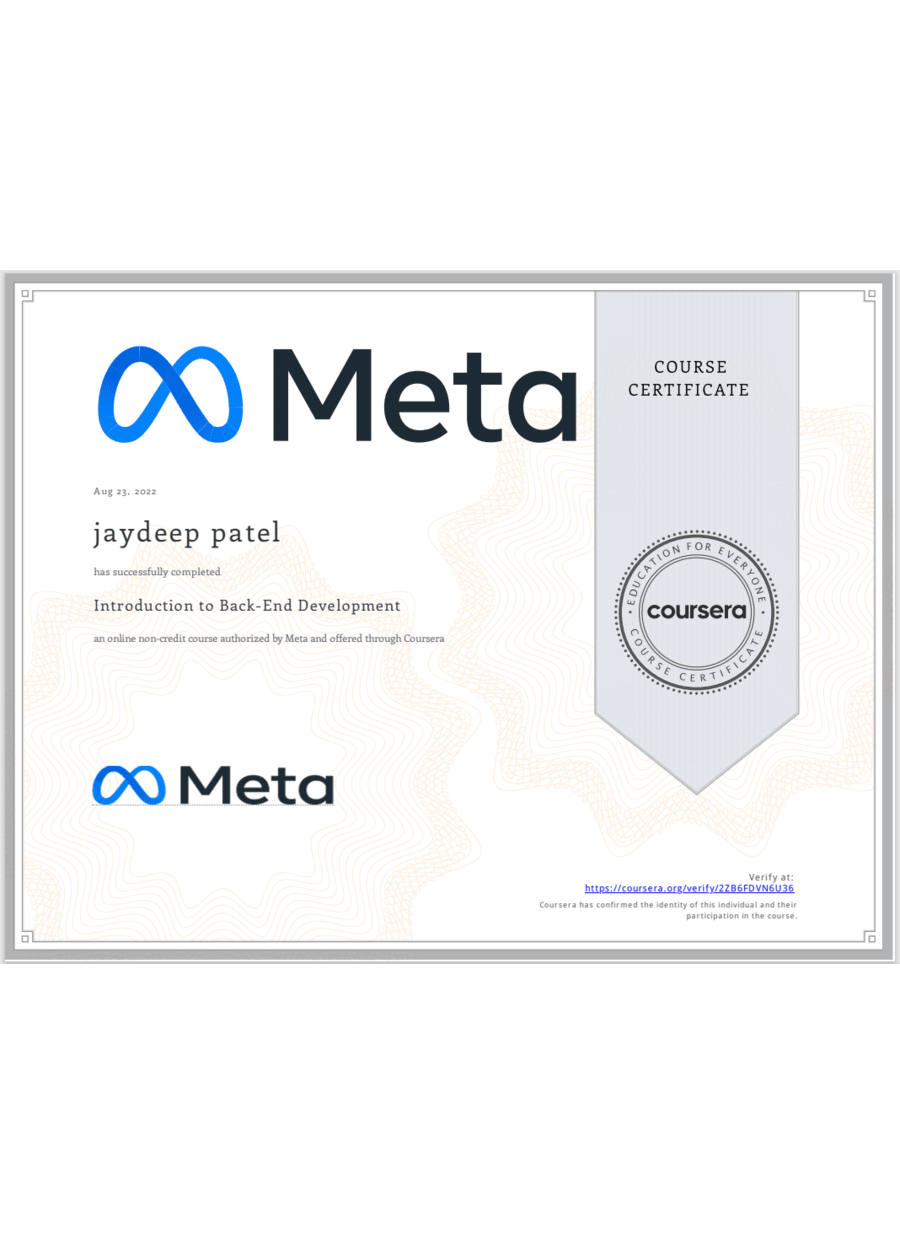 Meta
COURSE
CERTIFICATE
Aug 23, 2022
jaydeep patel
has successfully completed
Introduction to Back-End Development
an online non-credit course authorized by Meta and offered through Coursera
EDUCATION FOR EVERYONE
coursera
COURSE CERTIFICATE
Meta
Verify at:
https://coursera.org/verify/2ZB6FDVN6U36
Coursera has confirmed the identity of this individual and their
participation in the course.